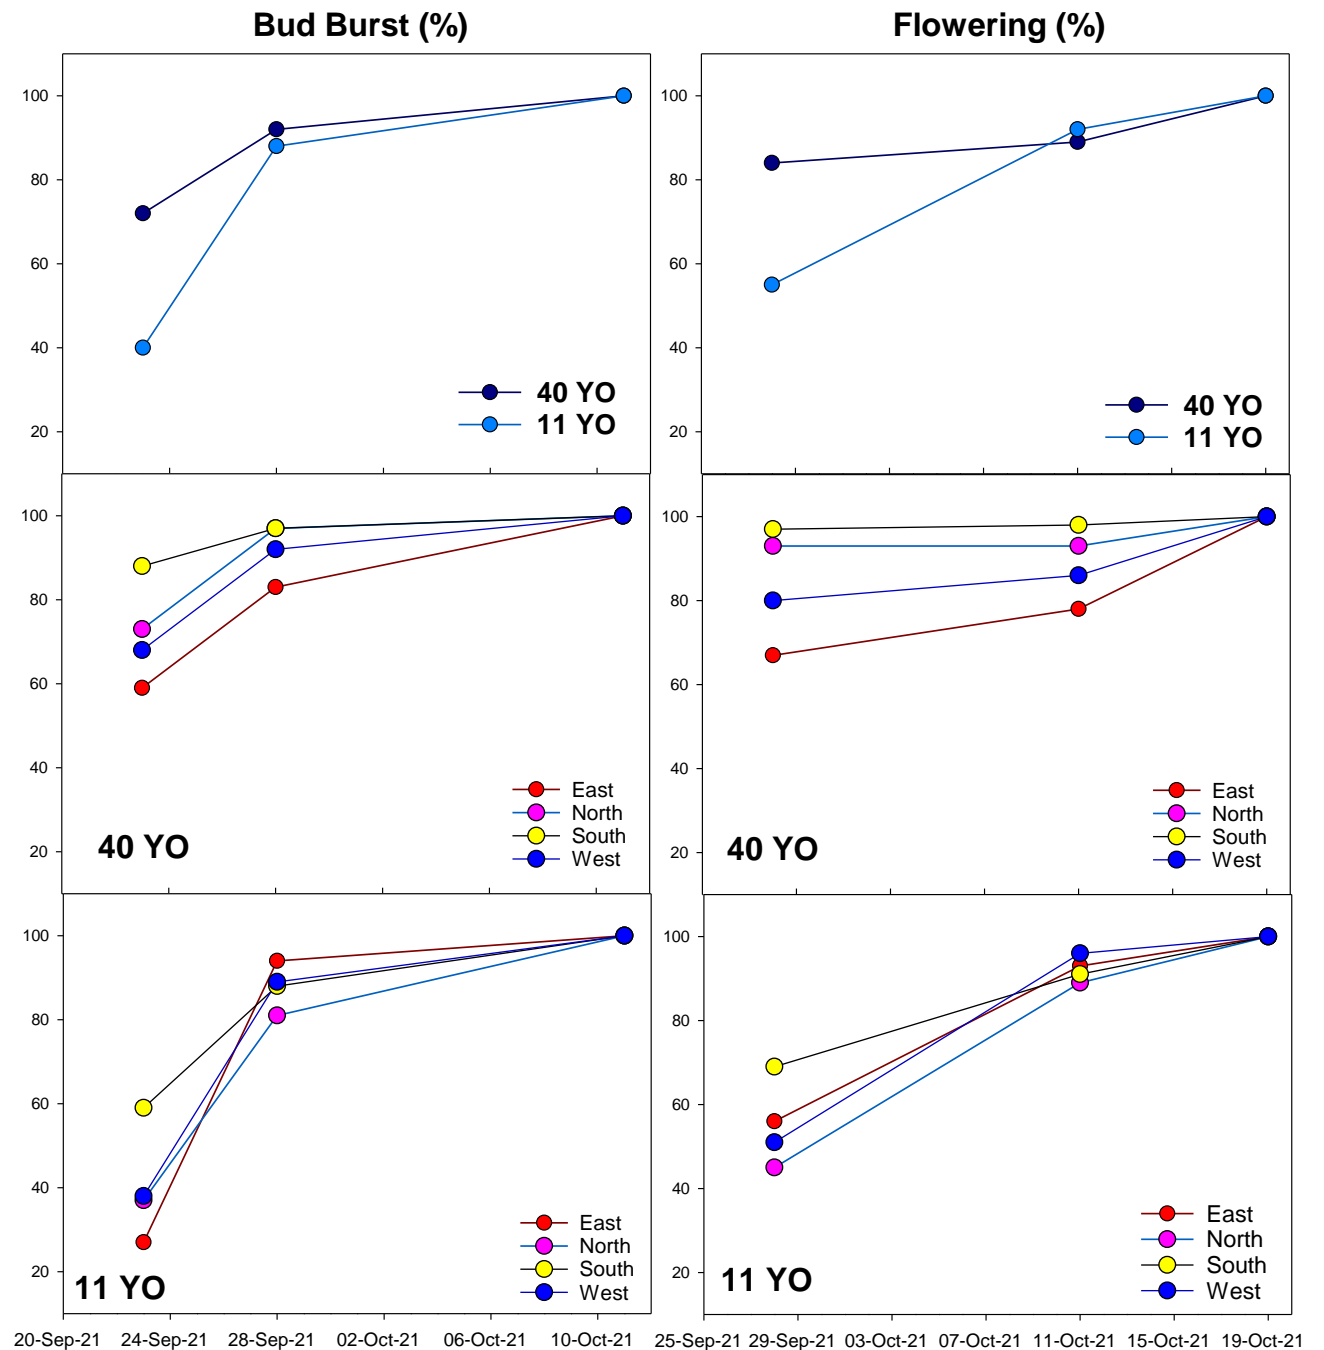 Bud Burst (%)
Flowering (%)
100
80
60
40
20
40 YO
11 YO
100
80
60
40
20
40 YO
11 YO
100
80
60
40
20
East
North
South
West
40 YO
100
80
60
40
20
East
North
South
West
40 YO
100
80
60
40
20
East
North
South
West
11 YO
20-Sep-21 24-Sep-21 28-Sep-21 02-Oct-21 06-Oct-21 10-Oct-21
100
80
60
40
20
East
North
South
West
11 YO
25-Sep-21 29-Sep-21 03-Oct-21 07-Oct-21 11-Oct-21 15-Oct-21 19-Oct-21